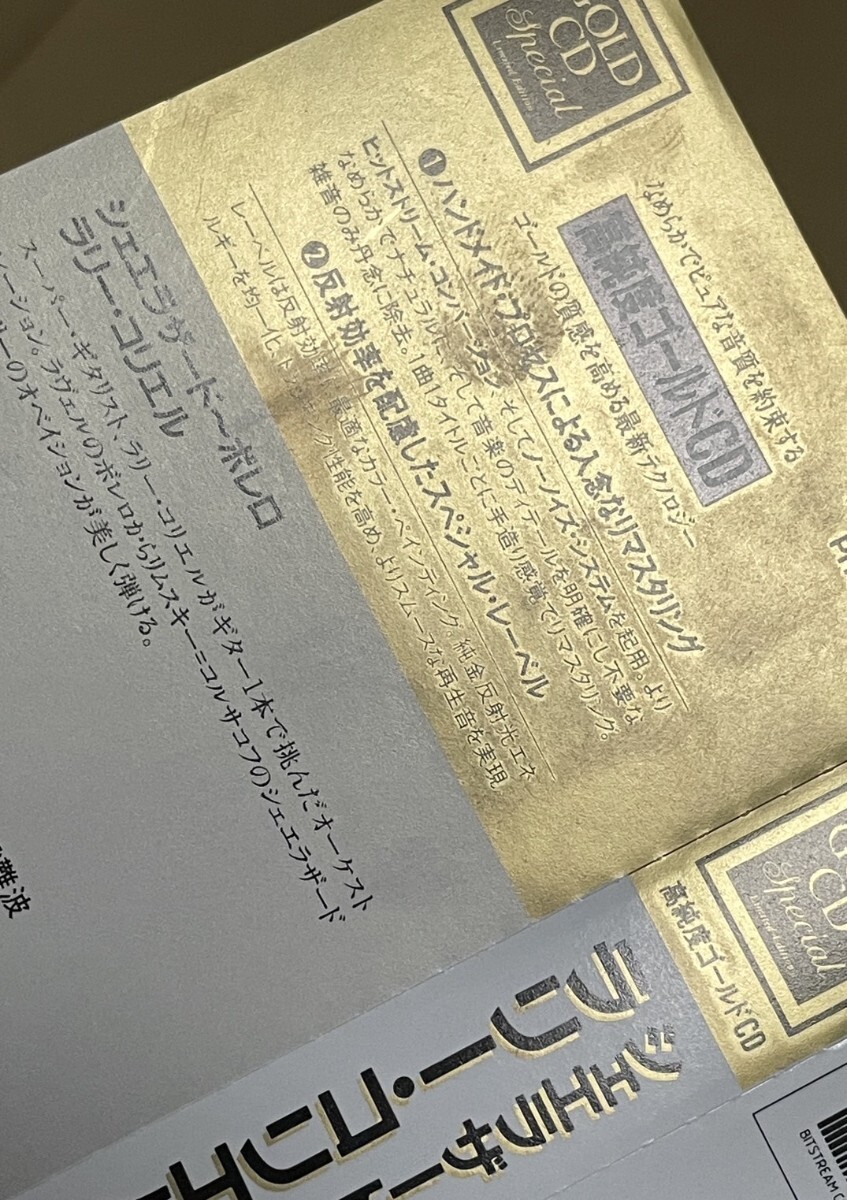 GOLD
CD
Special
Limited Edition
なめらかでピュアな音質を約束する
高純度ゴールドCD
ゴールドの質感を高める最新テクノロジー
❶ハンドメイド・プロセスによる入念なリマスタリング
ビットストリーム・コンバージョン、そしてノーノイズ・システムを起用。より
なめらかでナチュラルに、そして音楽のディテールを明確にし不要な
雑音のみ丹念に除去。1曲1タイトルごとに手造り感覚でリマスタリング。
❷反射効率を配慮したスペシャル・レーベル
レーベルは反射効率 最適なカラー・ペインティング。純金反射光エネ
ルギーを均一化、トラッキング性能を高め、よりスムースな再生音を実現
シェエラザード〜ボレロ
ラリー・コリエル
スーパー・ギタリスト、ラリー・コリエルがギター1本で挑んだオーケスト
レーション。ラヴェルのボレロからリムスキー=コルサコフのシェエラザード
リーのオベイションが美しく弾ける。
難波
PH
CD
Special
Limited Edition
高純度ゴールドCD
シェエラザー
ラリー・コリエ
BITSTREAM C